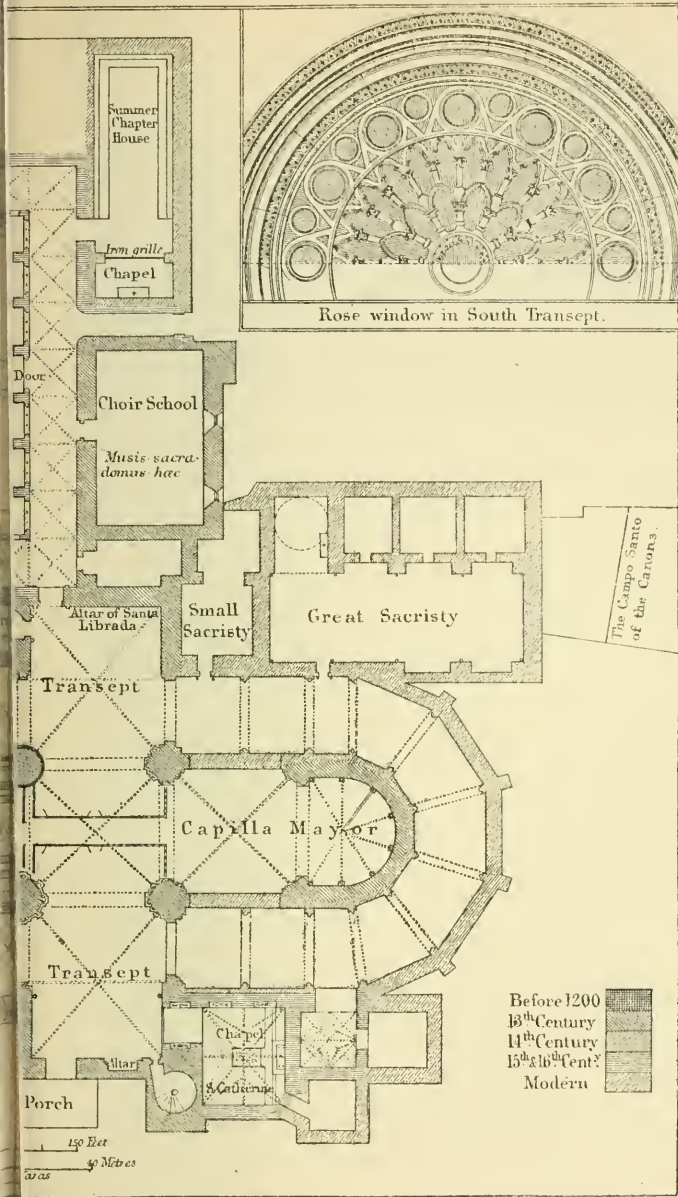 Summer
Chapter
House
Iron grille
Chapel
Rose window in South Transept.
Door
Choir School
Musis sacra
domus hæc
Altar of Santa
Librada
Small
Sacristy
Great Sacristy
The Campo Santo
of the Canons.
Transept
Capilla Mayor
Transept
Chapel
S. Catherine
Altar
Porch
Before 1200
13th Century
14th Century
15th & 16th Centy
Modern
150 Feet
40 Metres